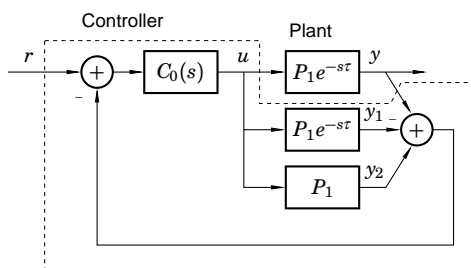 Controller
Plant
r
+
−
C₀(s)
u
P₁e^{−sτ}
y
P₁e^{−sτ}
y₁
−
+
P₁
y₂